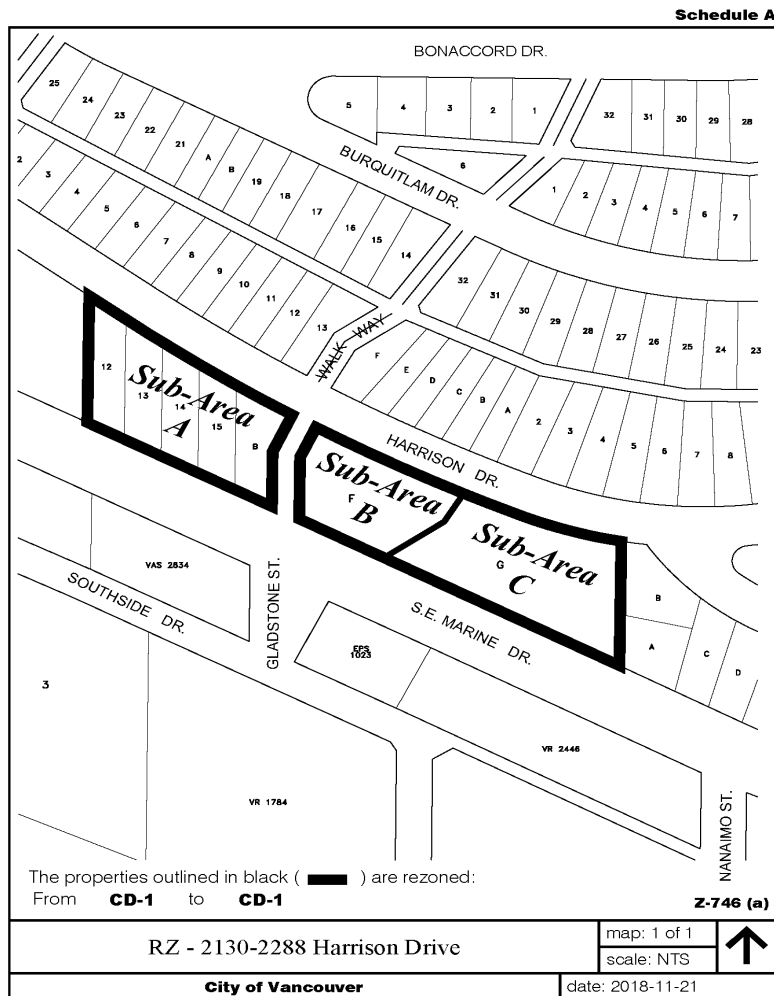 Schedule A
BONACCORD DR.
25
24
23
22
21
A
B
19
18
17
16
15
14
5
4
3
2
1
32
31
30
29
28
6
BURQUITLAM DR.
1
2
3
4
5
6
7
2
3
4
5
6
7
8
9
10
11
12
13
32
31
30
29
28
27
26
25
24
23
WALK WAY
F
E
D
C
B
A
2
3
4
5
6
7
8
HARRISON DR.
12
13
14
15
B
Sub-Area
A
Sub-Area
F
B
Sub-Area
G
C
B
A
C
D
VAS 2834
SOUTHSIDE DR.
GLADSTONE ST.
S.E. MARINE DR.
EPS
1023
3
VR 2446
VR 1784
NANAIMO ST.
The properties outlined in black ( ) are rezoned:
From CD-1 to CD-1
Z-746 (a)
RZ - 2130-2288 Harrison Drive
map: 1 of 1
scale: NTS
City of Vancouver
date: 2018-11-21